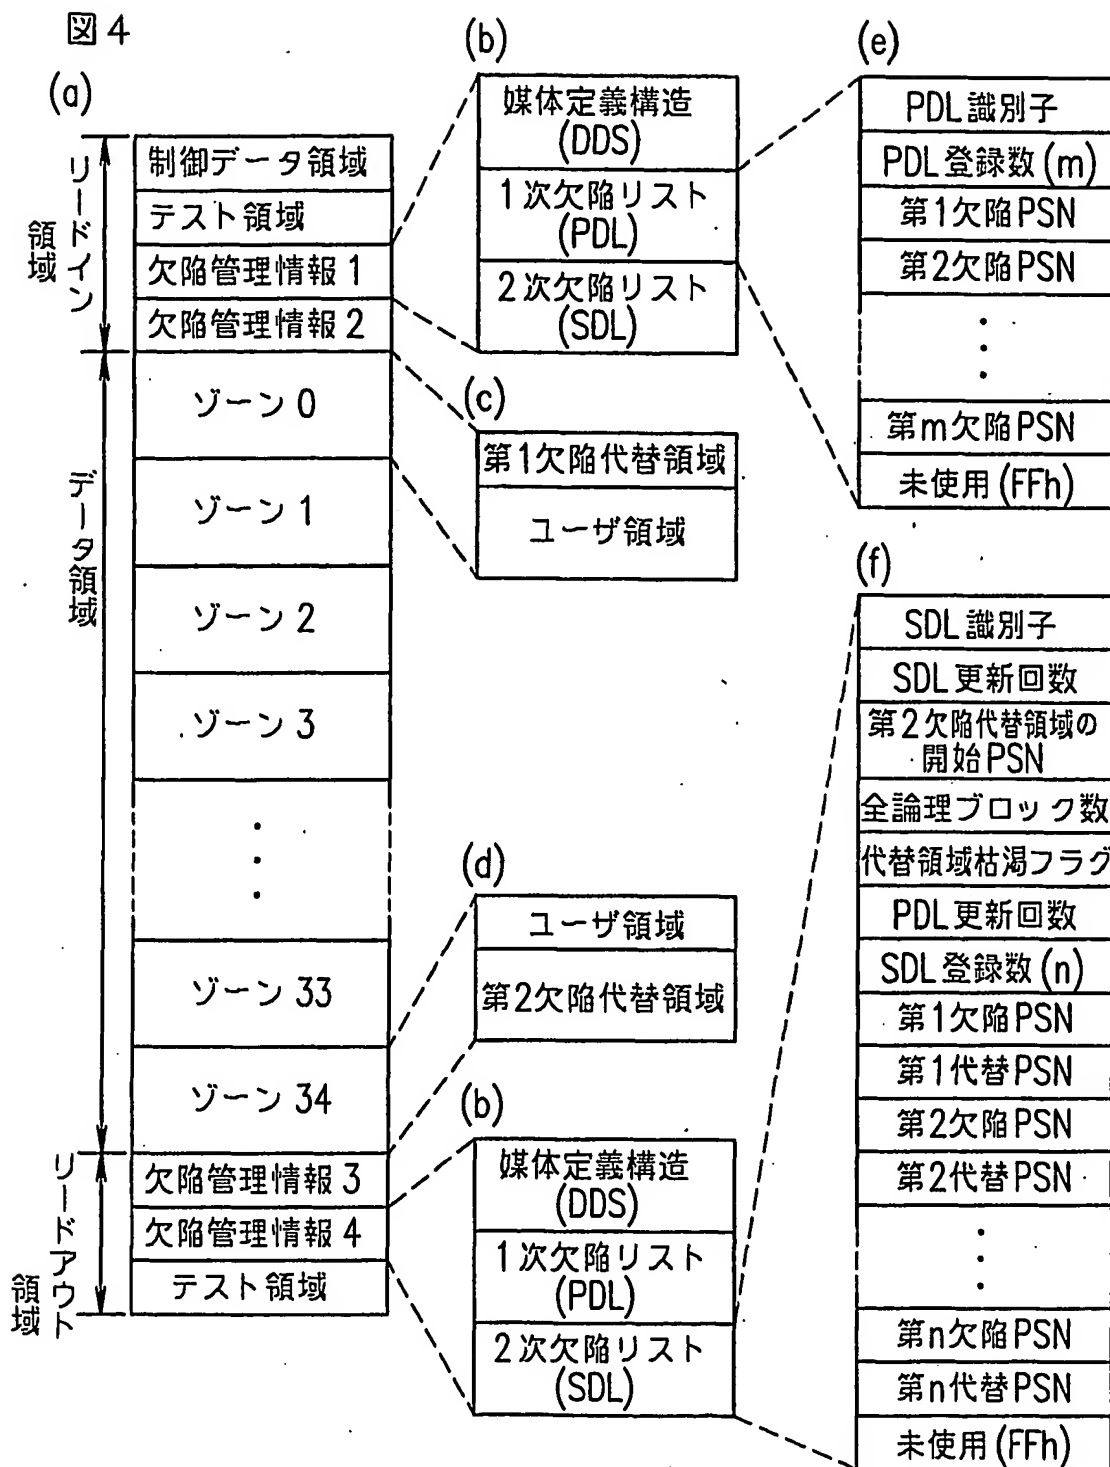 図4
(a)
リードイン
領域
制御データ領域
テスト領域
欠陥管理情報1
欠陥管理情報2
データ領域
ゾーン0
ゾーン1
ゾーン2
ゾーン3
ゾーン33
ゾーン34
リードアウト
領域
欠陥管理情報3
欠陥管理情報4
テスト領域
(b)
媒体定義構造
(DDS)
1次欠陥リスト
(PDL)
2次欠陥リスト
(SDL)
(c)
第1欠陥代替領域
ユーザ領域
(d)
ユーザ領域
第2欠陥代替領域
(b)
媒体定義構造
(DDS)
1次欠陥リスト
(PDL)
2次欠陥リスト
(SDL)
(e)
PDL識別子
PDL登録数(m)
第1欠陥PSN
第2欠陥PSN
第m欠陥PSN
未使用(FFh)
(f)
SDL識別子
SDL更新回数
第2欠陥代替領域の
開始PSN
全論理ブロック数
代替領域枯渇フラグ
PDL更新回数
SDL登録数(n)
第1欠陥PSN
第1代替PSN
第2欠陥PSN
第2代替PSN
第n欠陥PSN
第n代替PSN
未使用(FFh)